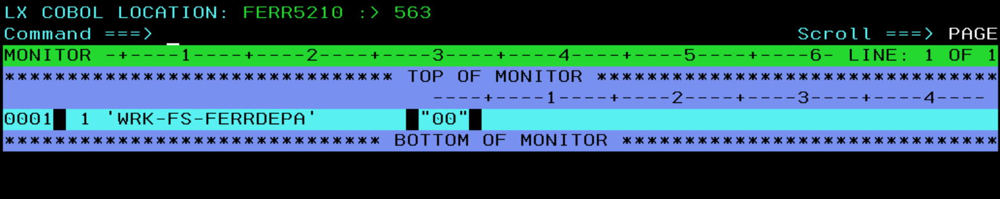 LX COBOL LOCATION: FERR5210 :> 563
Command ===> _ Scroll ===> PAGE
MONITOR -+----1----+----2----+----3----+----4----+----5----+----6- LINE: 1 OF 1
******************************* TOP OF MONITOR ********************************
----+----1----+----2----+----3----+----4----
0001 1 'WRK-FS-FERRDEPA' "00"
****************************** BOTTOM OF MONITOR ******************************